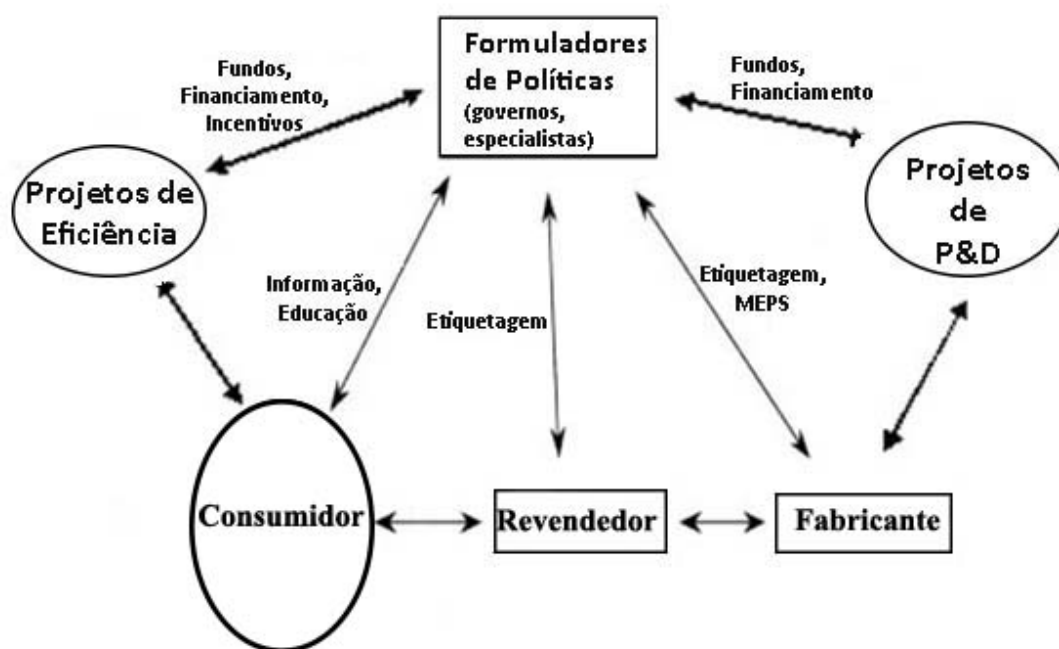 Formuladores
de Políticas
(governos,
especialistas)
Fundos,
Financiamento,
Incentivos
Fundos,
Financiamento
Projetos de
Eficiência
Projetos
de
P&D
Informação,
Educação
Etiquetagem
Etiquetagem,
MEPS
Consumidor
Revendedor
Fabricante